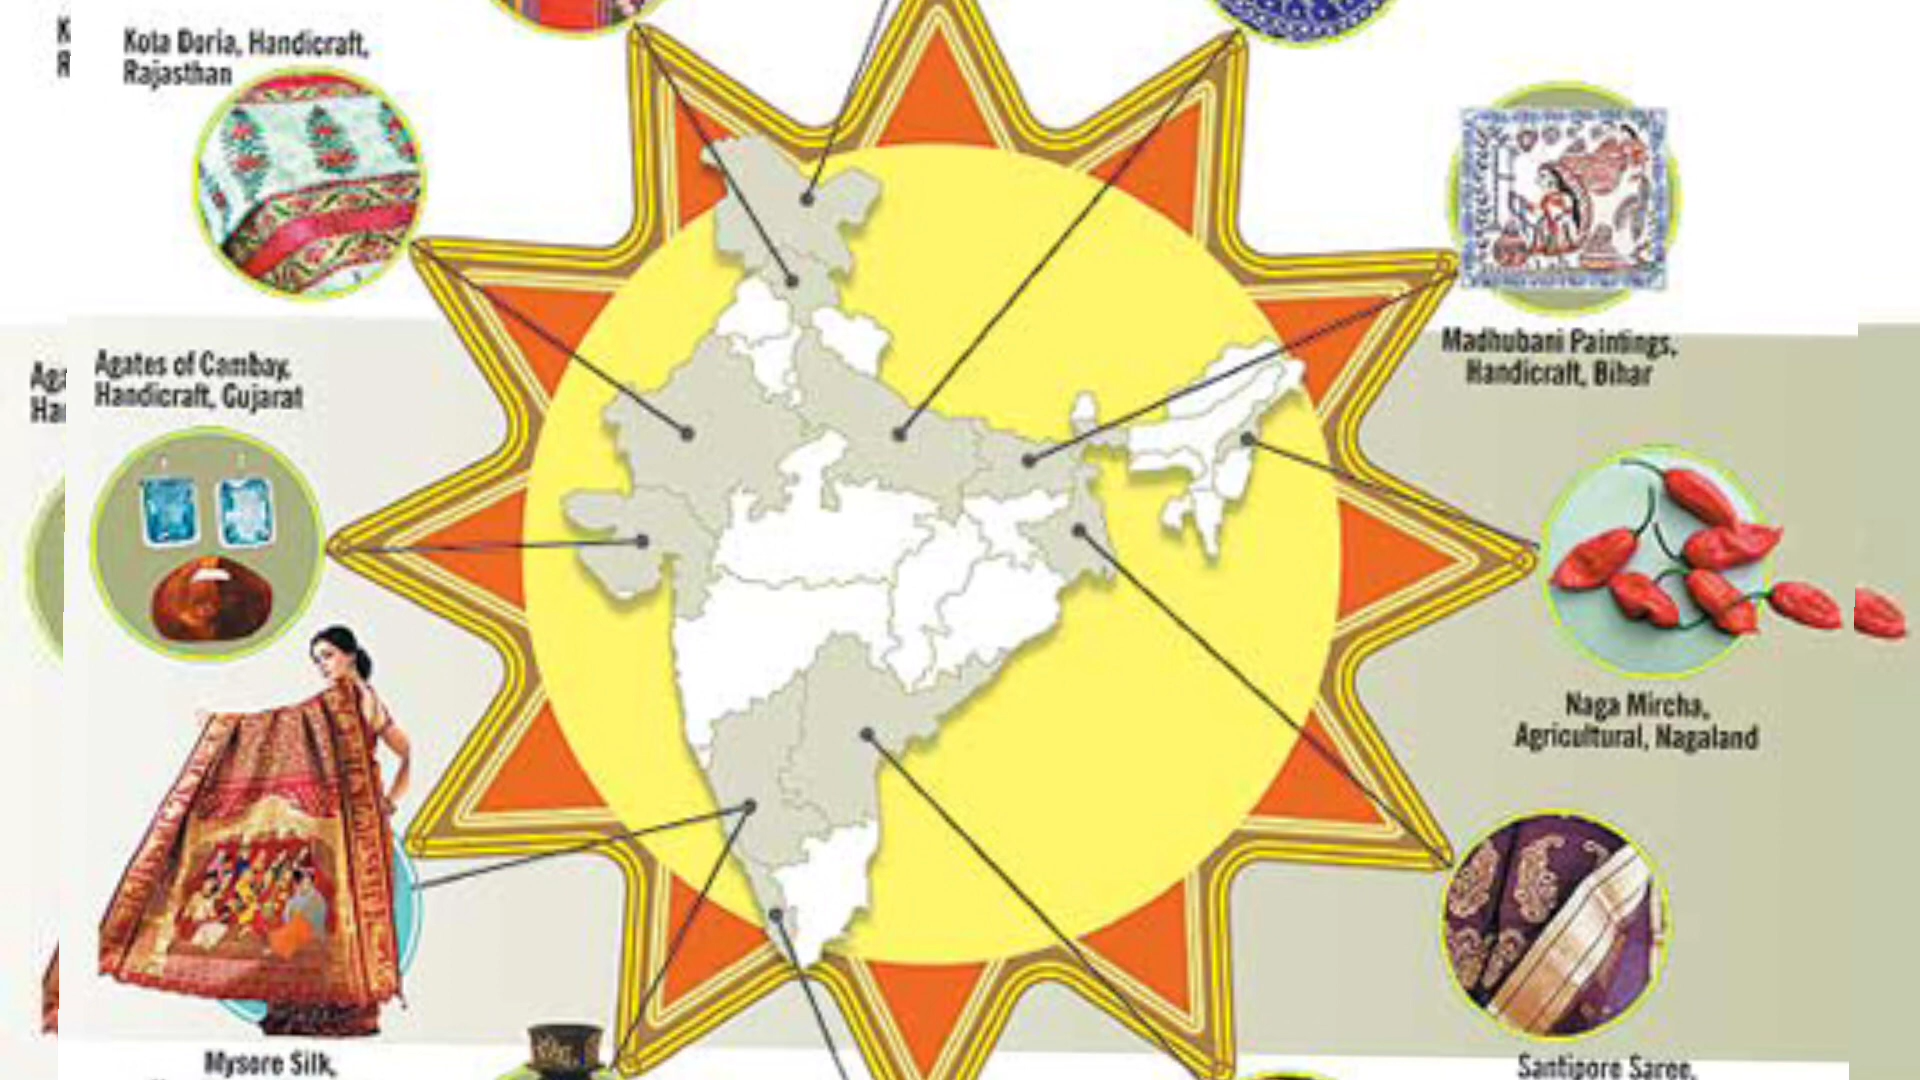 Kota Doria, Handicraft,
Rajasthan
Agates of Cambay,
Handicraft, Gujarat
Mysore Silk,
Madhubani Paintings,
Handicraft, Bihar
Naga Mircha,
Agricultural, Nagaland
Santipore Saree,